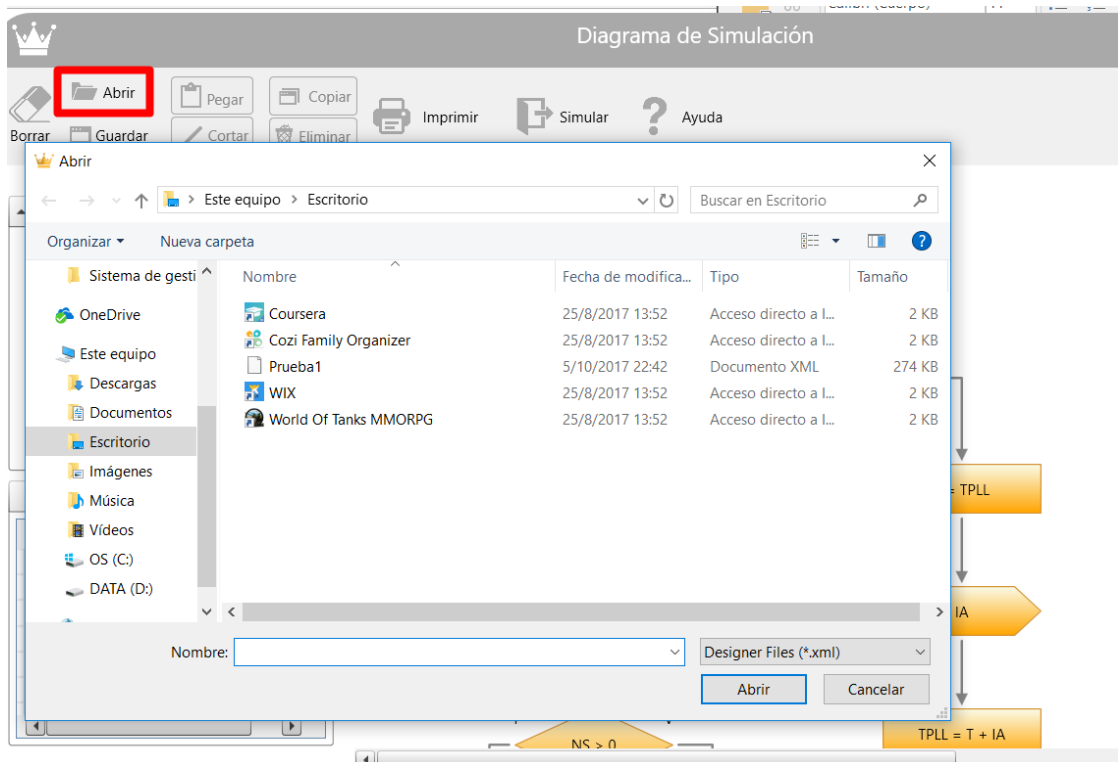 Calibri (Cuerpo)
Diagrama de Simulación
Abrir
Pegar
Copiar
Imprimir
Simular
Ayuda
Borrar
Guardar
Cortar
Eliminar
Abrir
Este equipo > Escritorio
Buscar en Escritorio
Organizar
Nueva carpeta
Sistema de gesti
Nombre
Fecha de modifica...
Tipo
Tamaño
OneDrive
Coursera 25/8/2017 13:52 Acceso directo a I... 2 KB
Cozi Family Organizer 25/8/2017 13:52 Acceso directo a I... 2 KB
Este equipo
Prueba1 5/10/2017 22:42 Documento XML 274 KB
Descargas
WIX 25/8/2017 13:52 Acceso directo a I... 2 KB
Documentos
World Of Tanks MMORPG 25/8/2017 13:52 Acceso directo a I... 2 KB
Escritorio
Imágenes
Música
Vídeos
OS (C:)
DATA (D:)
= TPLL
IA
Nombre:
Designer Files (*.xml)
Abrir
Cancelar
NS > 0
TPLL = T + IA